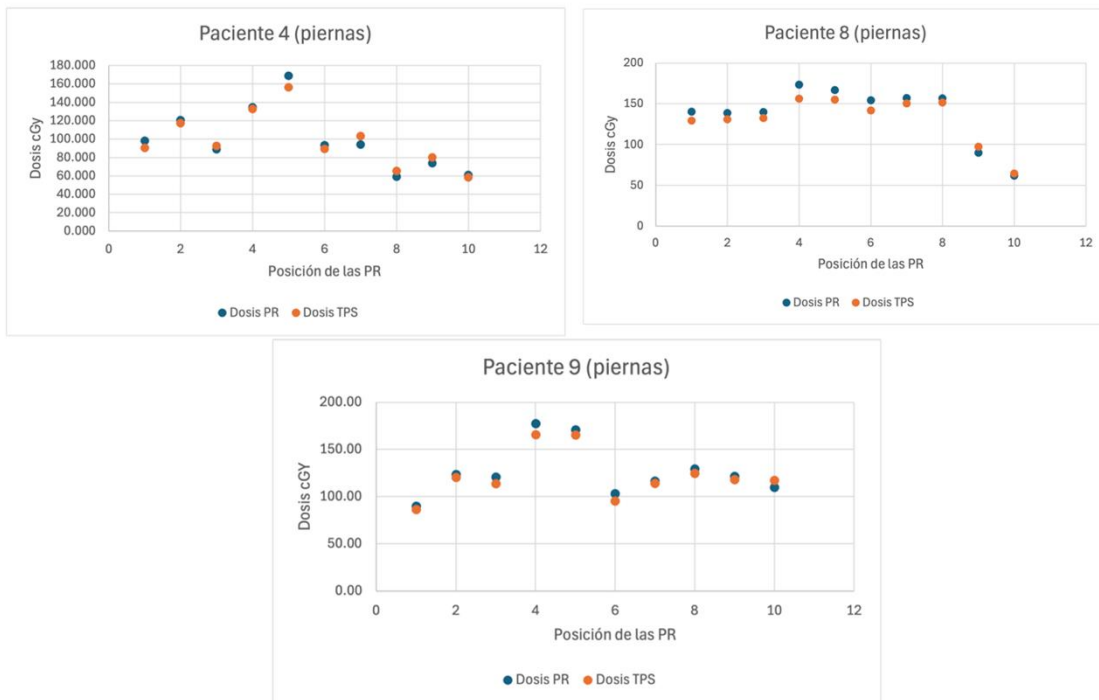 Paciente 4 (piernas)
Dosis cGy
180.000
160.000
140.000
120.000
100.000
80.000
60.000
40.000
20.000
0.000
0 2 4 6 8 10 12
Posición de las PR
Dosis PR Dosis TPS
Paciente 8 (piernas)
Dosis cGy
200
150
100
50
0
0 2 4 6 8 10 12
Posición de las PR
Dosis PR Dosis TPS
Paciente 9 (piernas)
Dosis cGY
200.00
150.00
100.00
50.00
0.00
0 2 4 6 8 10 12
Posición de las PR
Dosis PR Dosis TPS